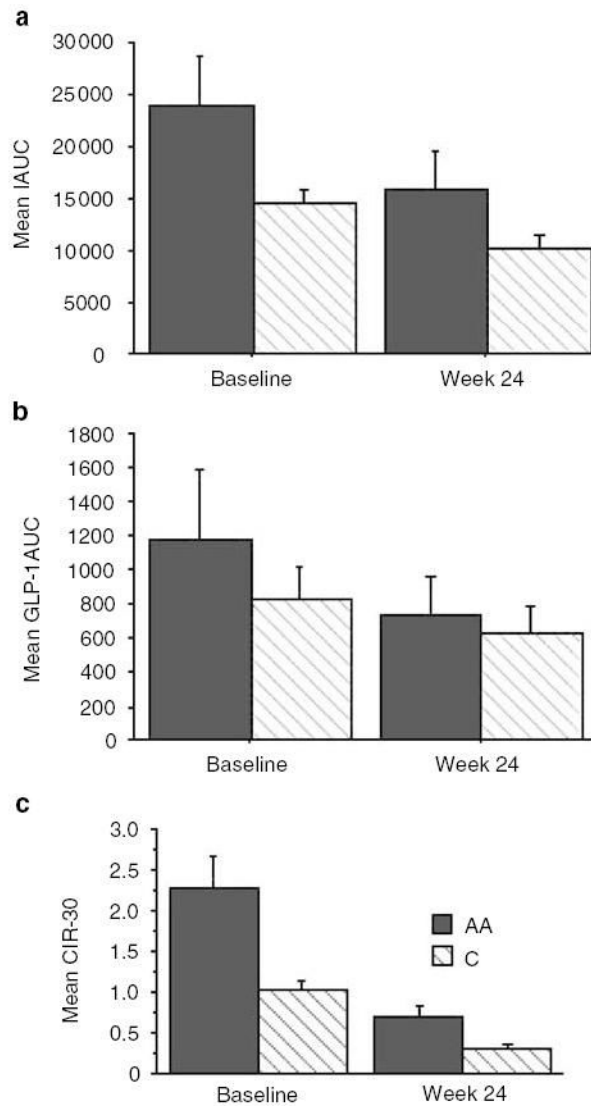 a
30000
25000
20000
15000
10000
5000
0
Mean IAUC
Baseline Week 24
b
1800
1600
1400
1200
1000
800
600
400
200
0
Mean GLP-1AUC
Baseline Week 24
c
3.0
2.5
2.0
1.5
1.0
0.5
0
Mean CIR-30
AA
C
Baseline Week 24